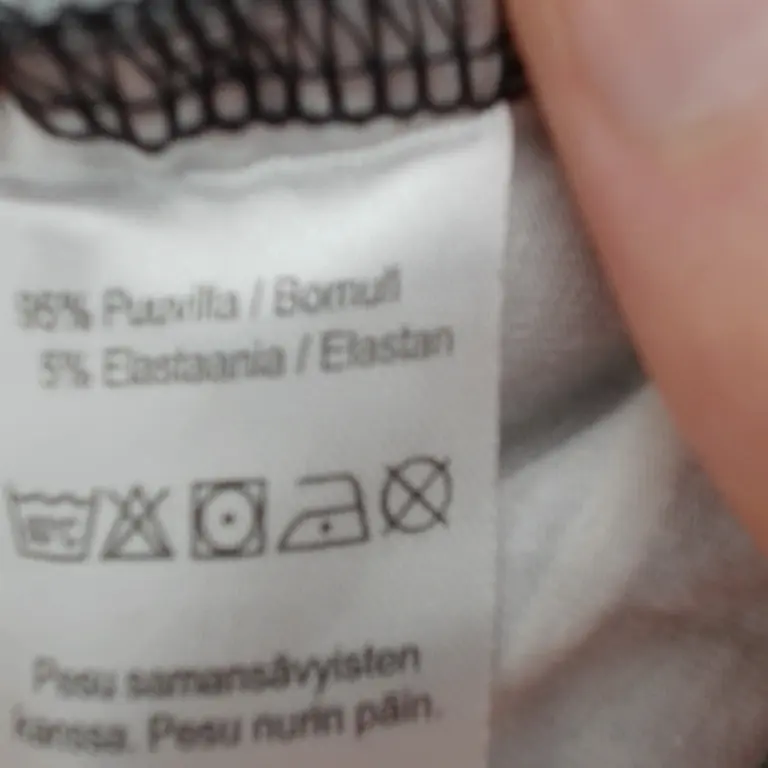 95% Puuvilla / Bomull
5% Elastaania / Elastan
Pesu samansävyisten
kanssa. Pesu nurin päin.